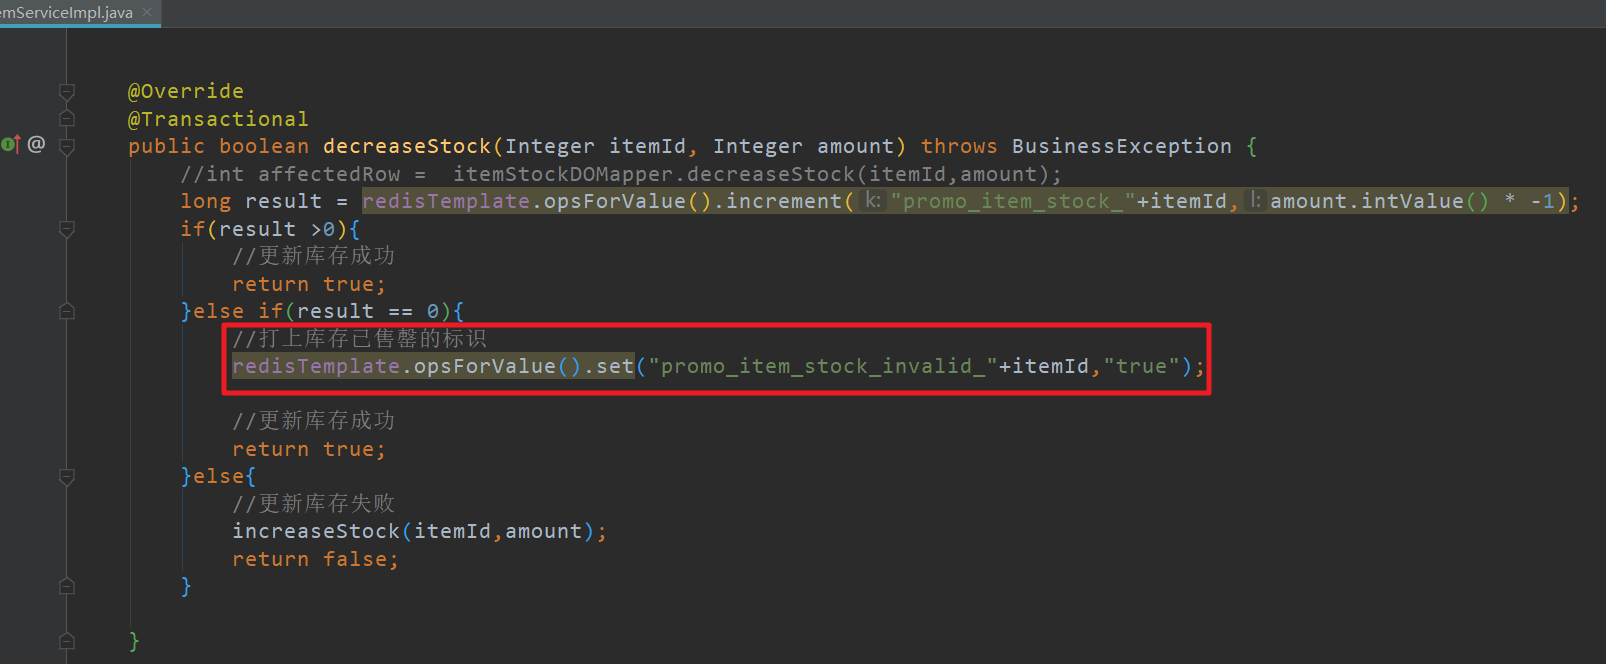 emServiceImpl.java
@Override
@Transactional
@ public boolean decreaseStock(Integer itemId, Integer amount) throws BusinessException {
//int affectedRow =  itemStockDOMapper.decreaseStock(itemId,amount);
long result = redisTemplate.opsForValue().increment( k: "promo_item_stock_"+itemId, l: amount.intValue() * -1);
if(result >0){
//更新库存成功
return true;
}else if(result == 0){
//打上库存已售罄的标识
redisTemplate.opsForValue().set("promo_item_stock_invalid_"+itemId,"true");
//更新库存成功
return true;
}else{
//更新库存失败
increaseStock(itemId,amount);
return false;
}
}